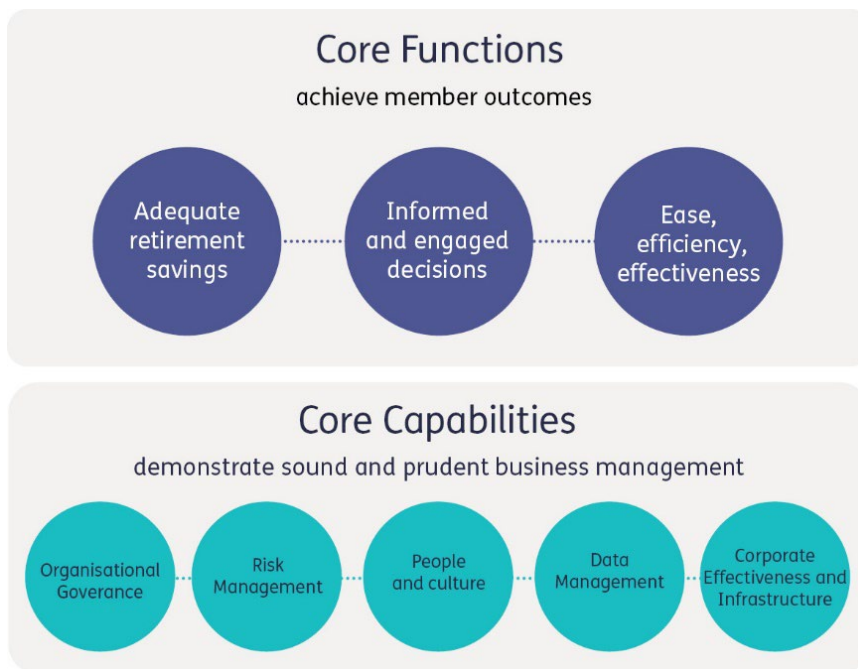 Core Functions
achieve member outcomes
Adequate
retirement
savings
Informed
and engaged
decisions
Ease,
efficiency,
effectiveness
Core Capabilities
demonstrate sound and prudent business management
Organisational
Goverance
Risk
Management
People
and culture
Data
Management
Corporate
Effectiveness and
Infrastructure